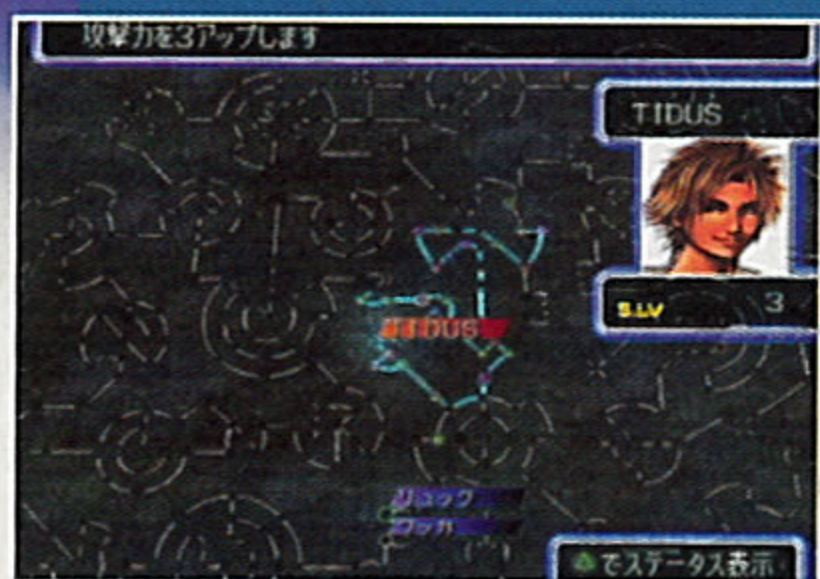 攻撃力を3アップします
TIDUS
S.LV 3
TIDUS
リュック
ワッカ
でステータス表示